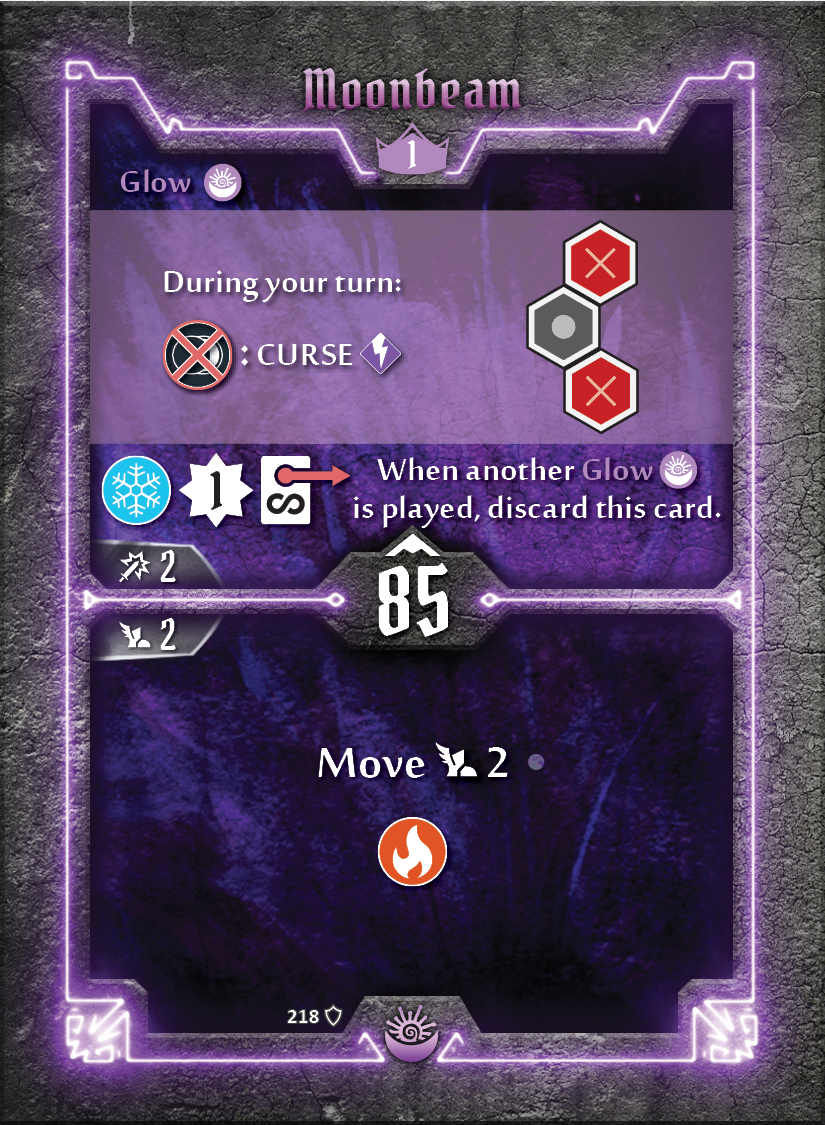 Moonbeam
1
Glow
During your turn:
: CURSE
1
When another Glow
is played, discard this card.
2
85
2
Move 2
218